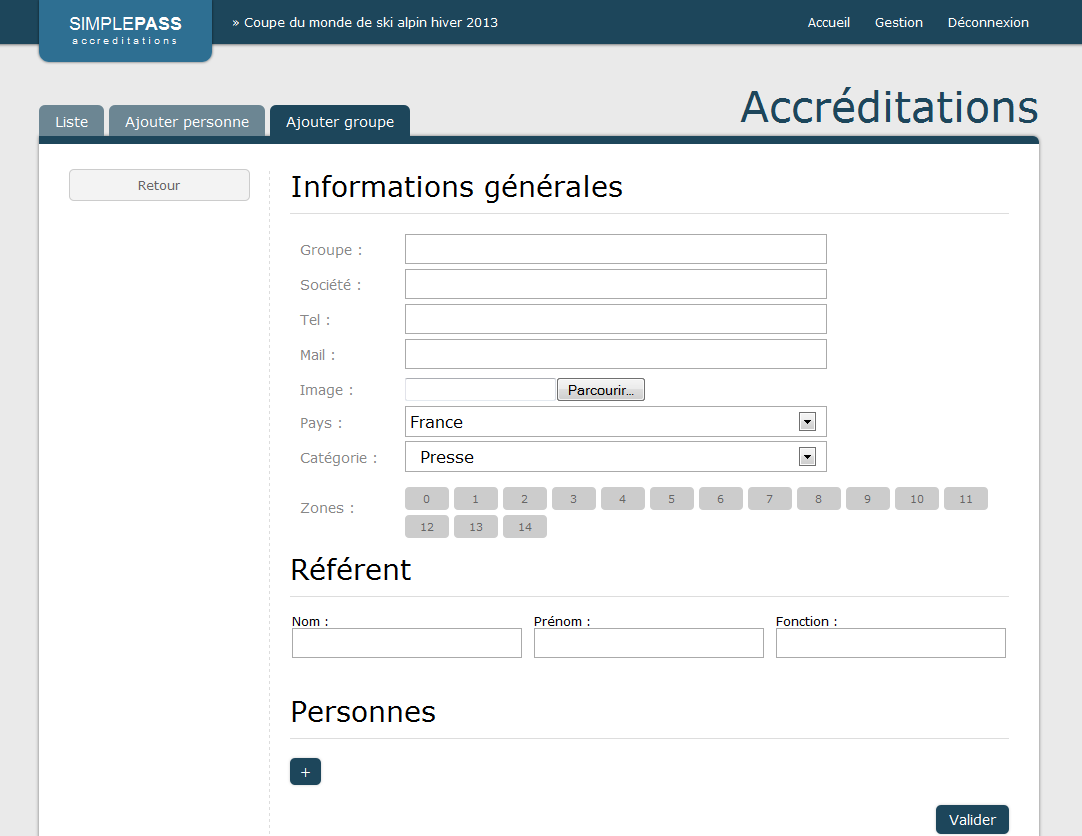 SIMPLEPASS
accreditations
» Coupe du monde de ski alpin hiver 2013
Accueil Gestion Déconnexion
Liste Ajouter personne Ajouter groupe
Accréditations
Retour
Informations générales
Groupe :
Société :
Tel :
Mail :
Image : Parcourir...
Pays : France
Catégorie : Presse
Zones : 0 1 2 3 4 5 6 7 8 9 10 11
12 13 14
Référent
Nom : Prénom : Fonction :
Personnes
+
Valider